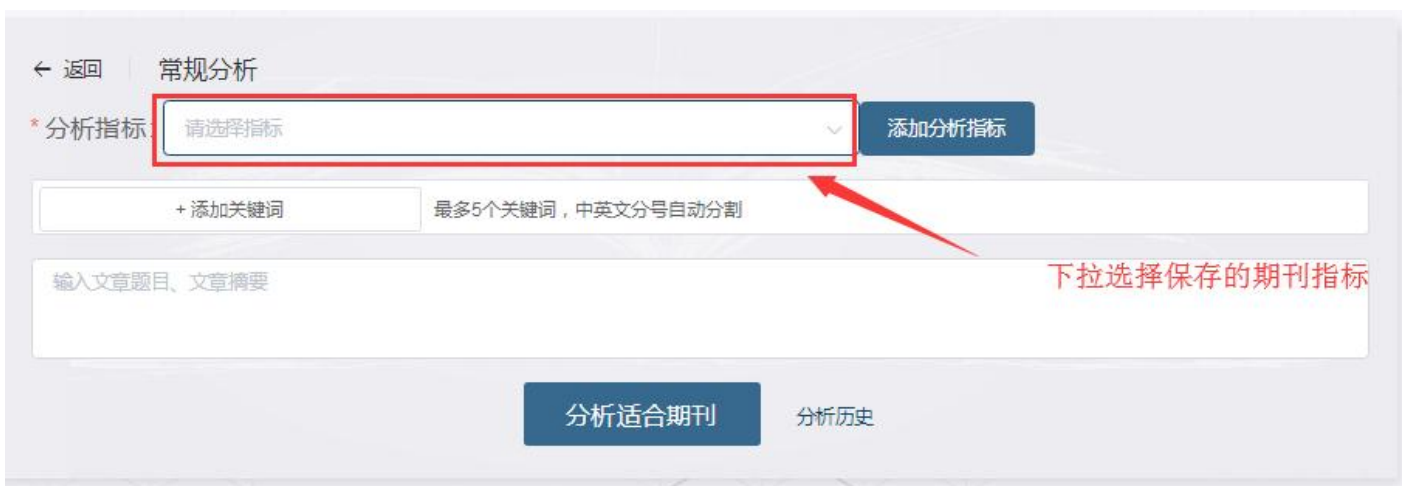 ← 返回 常规分析
* 分析指标: 请选择指标 添加分析指标
+ 添加关键词 最多5个关键词，中英文分号自动分割
输入文章题目、文章摘要
下拉选择保存的期刊指标
分析适合期刊 分析历史